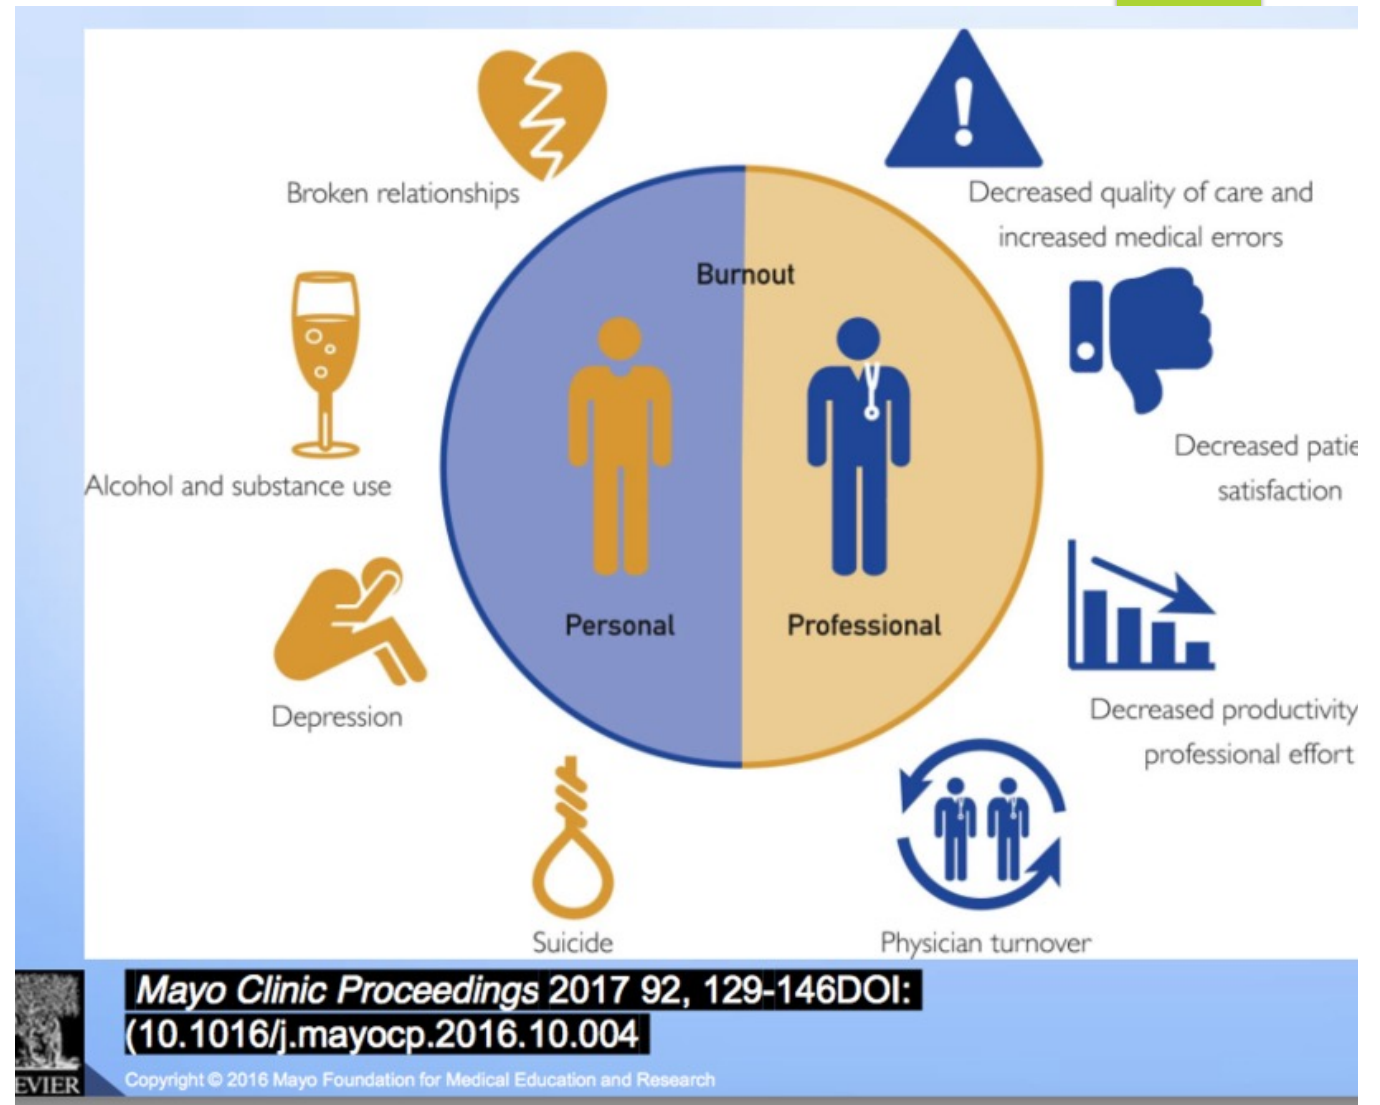 Broken relationships
Decreased quality of care and
increased medical errors
Burnout
Decreased patie
satisfaction
Alcohol and substance use
Personal
Professional
Depression
Decreased productivity
professional effort
Suicide
Physician turnover
Mayo Clinic Proceedings 2017 92, 129-146DOI:
(10.1016/j.mayocp.2016.10.004
EVIER
Copyright © 2016 Mayo Foundation for Medical Education and Research